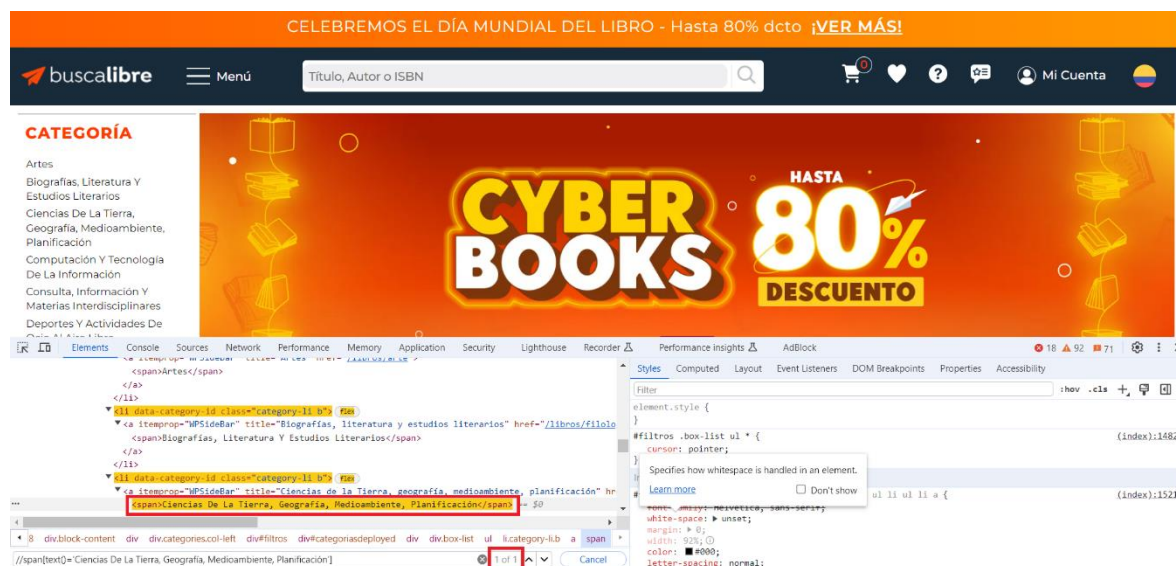 CELEBREMOS EL DÍA MUNDIAL DEL LIBRO - Hasta 80% dcto ¡VER MÁS!
buscalibre
Menú
Título, Autor o ISBN
0
Mi Cuenta
CATEGORÍA
Artes
Biografías, Literatura Y
Estudios Literarios
Ciencias De La Tierra,
Geografía, Medioambiente,
Planificación
Computación Y Tecnología
De La Información
Consulta, Información Y
Materias Interdisciplinares
Deportes Y Actividades De
CYBER
BOOKS
HASTA
80%
DESCUENTO
Elements Console Sources Network Performance Memory Application Security Lighthouse Recorder Performance insights AdBlock 18 92 71
<span>Artes</span>
</a>
</li>
<li data-category-id class="category-li b"> flex
<a itemprop="WPSideBar" title="Biografías, literatura y estudios literarios" href="/libros/filolo
<span>Biografías, Literatura Y Estudios Literarios</span>
</a>
</li>
<li data-category-id class="category-li b"> flex
<a itemprop="WPSideBar" title="Ciencias de la Tierra, geografía, medioambiente, planificación" hr
<span>Ciencias De La Tierra, Geografía, Medioambiente, Planificación</span> == $0
8 div.block-content div div.categories.col-left div#filtros div#categoriasdeployed div div.box-list ul li.category-li.b a span
//span[text()='Ciencias De La Tierra, Geografía, Medioambiente, Planificación'] 1 of 1 Cancel
Styles Computed Layout Event Listeners DOM Breakpoints Properties Accessibility
Filter :hov .cls
element.style {
}
#filtros .box-list ul * { (index):1482
cursor: pointer;
}
Specifies how whitespace is handled in an element.
Learn more Don't show
ul li ul li a { (index):1521
font-family: Helvetica, sans-serif;
white-space: unset;
margin: 0;
width: 92%;
color: #000;
letter-spacing: normal;